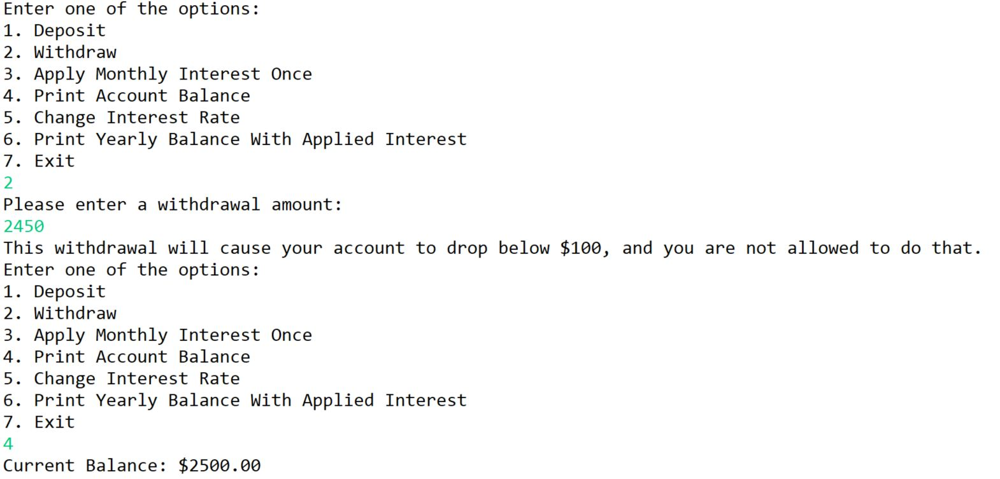 Enter one of the options:
1. Deposit
2. Withdraw
3. Apply Monthly Interest Once
4. Print Account Balance
5. Change Interest Rate
6. Print Yearly Balance With Applied Interest
7. Exit
2
Please enter a withdrawal amount:
2450
This withdrawal will cause your account to drop below $100, and you are not allowed to do that.
Enter one of the options:
1. Deposit
2. Withdraw
3. Apply Monthly Interest Once
4. Print Account Balance
5. Change Interest Rate
6. Print Yearly Balance With Applied Interest
7. Exit
4
Current Balance: $2500.00